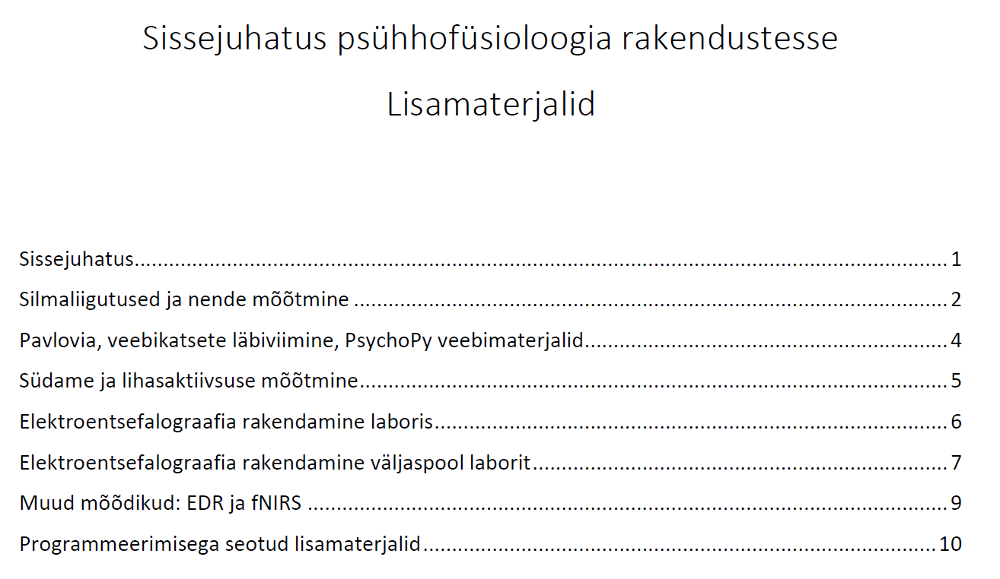 Sissejuhatus psühhofüsioloogia rakendustesse
Lisamaterjalid
Sissejuhatus 1
Silmaliigutused ja nende mõõtmine 2
Pavlovia, veebikatsete läbiviimine, PsychoPy veebimaterjalid 4
Südame ja lihasaktiivsuse mõõtmine 5
Elektroentsefalograafia rakendamine laboris 6
Elektroentsefalograafia rakendamine väljaspool laborit 7
Muud mõõdikud: EDR ja fNIRS 9
Programmeerimisega seotud lisamaterjalid 10